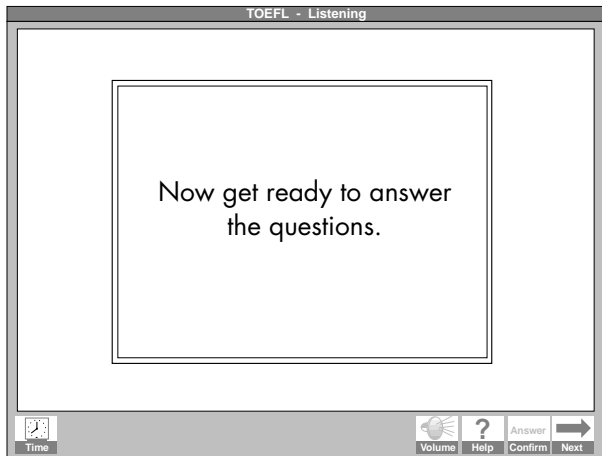 TOEFL - Listening
Now get ready to answer
the questions.
Time
Volume
?
Help
Answer
Confirm
Next